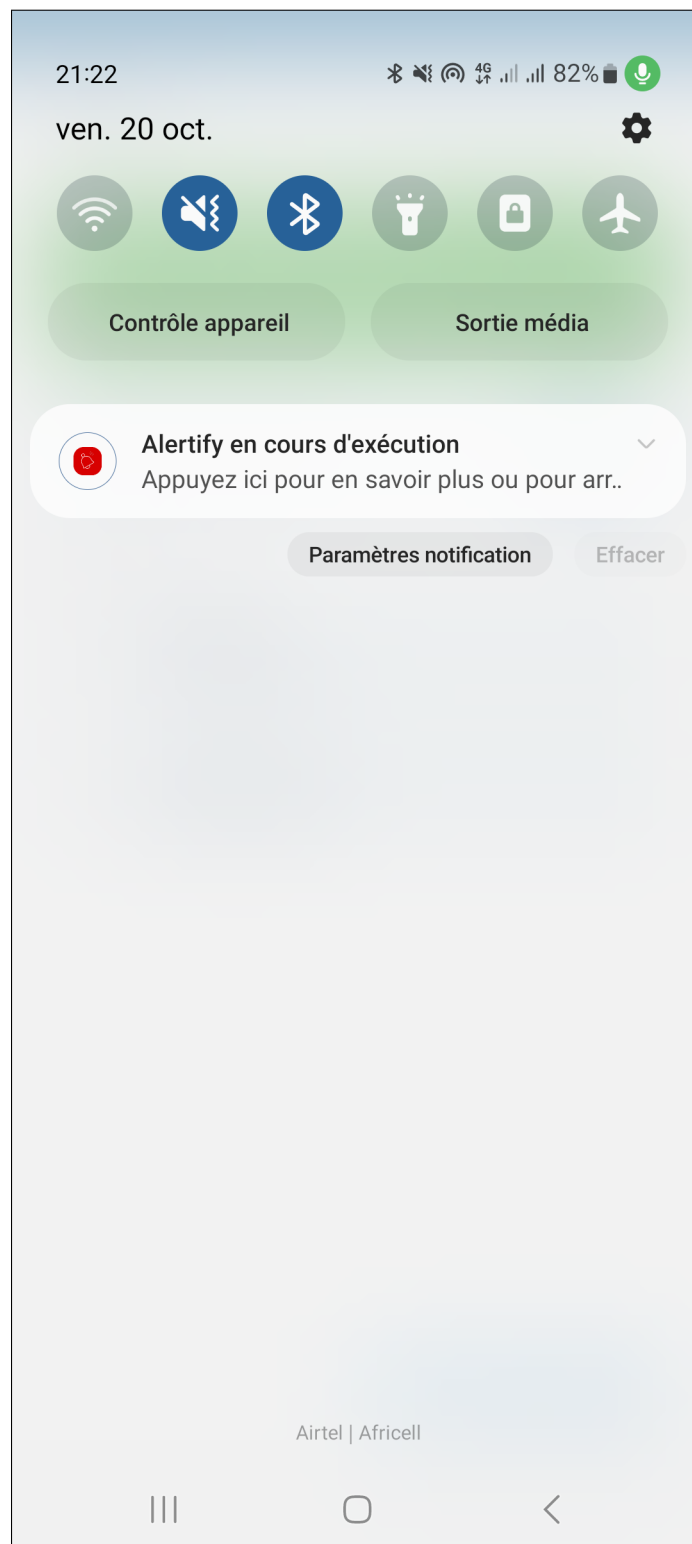 21:22
4G 82%
ven. 20 oct.
Contrôle appareil
Sortie média
Alertify en cours d'exécution
Appuyez ici pour en savoir plus ou pour arr..
Paramètres notification
Effacer
Airtel | Africell